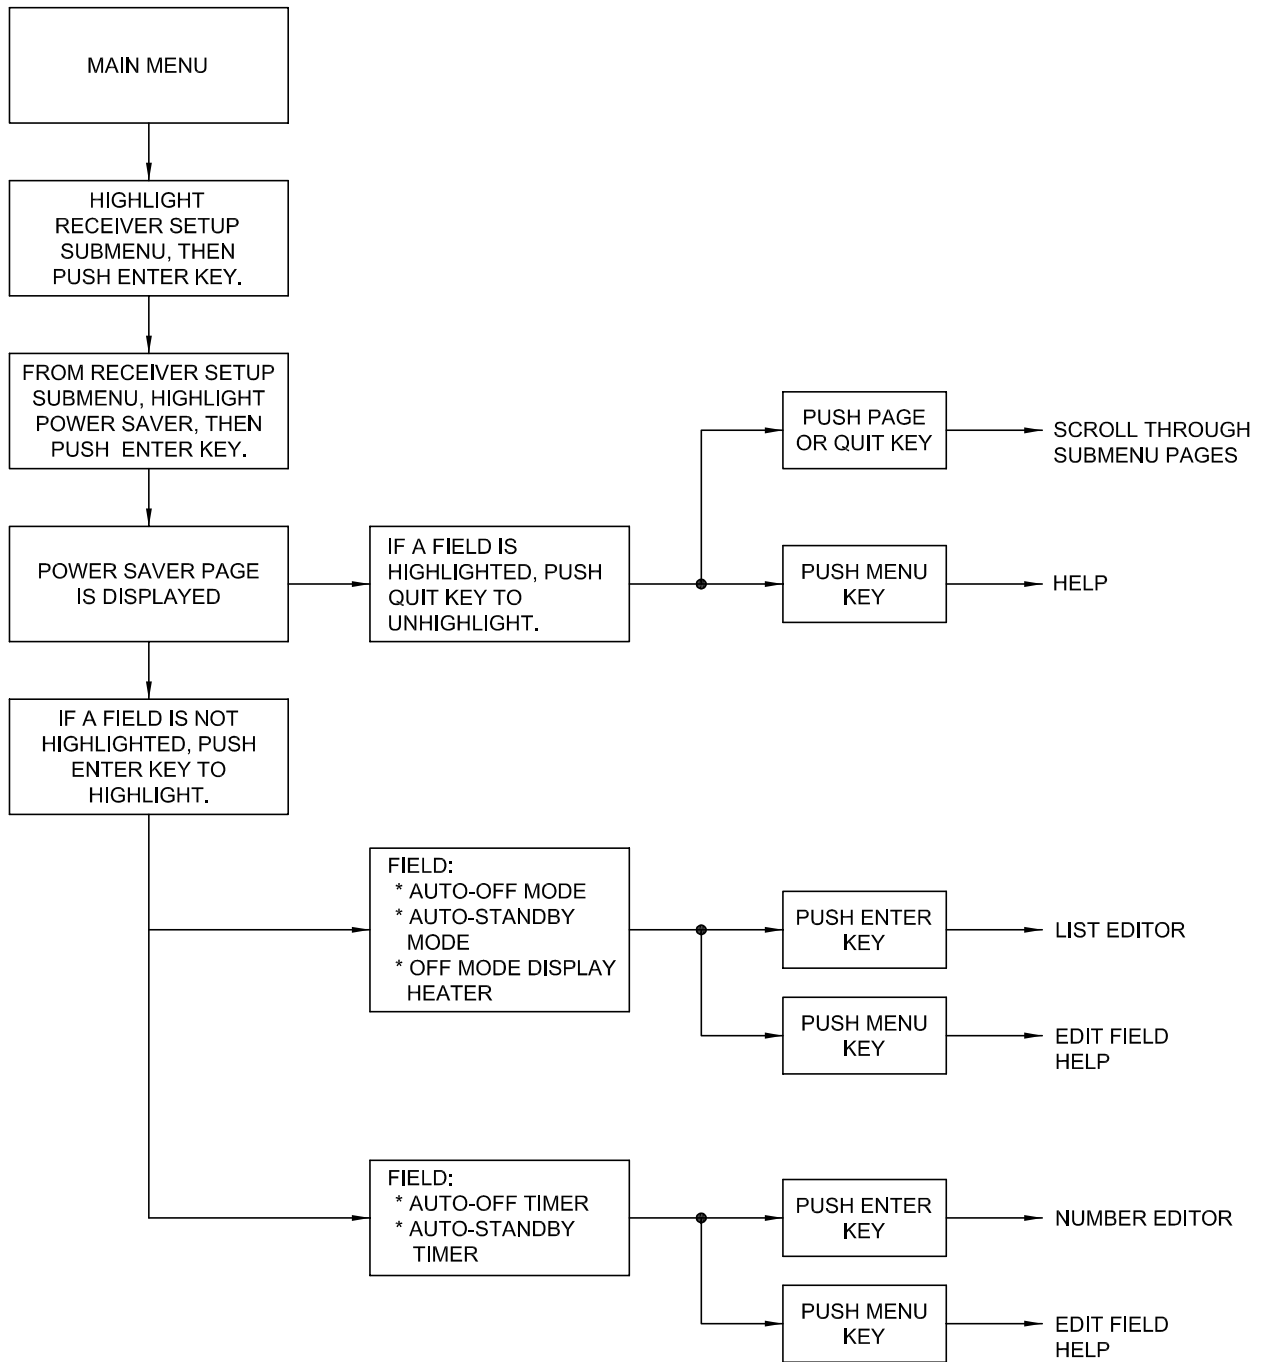 MAIN MENU
HIGHLIGHT
RECEIVER SETUP
SUBMENU, THEN
PUSH ENTER KEY.
FROM RECEIVER SETUP
SUBMENU, HIGHLIGHT
POWER SAVER, THEN
PUSH ENTER KEY.
POWER SAVER PAGE
IS DISPLAYED
IF A FIELD IS
HIGHLIGHTED, PUSH
QUIT KEY TO
UNHIGHLIGHT.
PUSH PAGE
OR QUIT KEY
SCROLL THROUGH
SUBMENU PAGES
PUSH MENU
KEY
HELP
IF A FIELD IS NOT
HIGHLIGHTED, PUSH
ENTER KEY TO
HIGHLIGHT.
FIELD:
* AUTO-OFF MODE
* AUTO-STANDBY
MODE
* OFF MODE DISPLAY
HEATER
PUSH ENTER
KEY
LIST EDITOR
PUSH MENU
KEY
EDIT FIELD
HELP
FIELD:
* AUTO-OFF TIMER
* AUTO-STANDBY
TIMER
PUSH ENTER
KEY
NUMBER EDITOR
PUSH MENU
KEY
EDIT FIELD
HELP